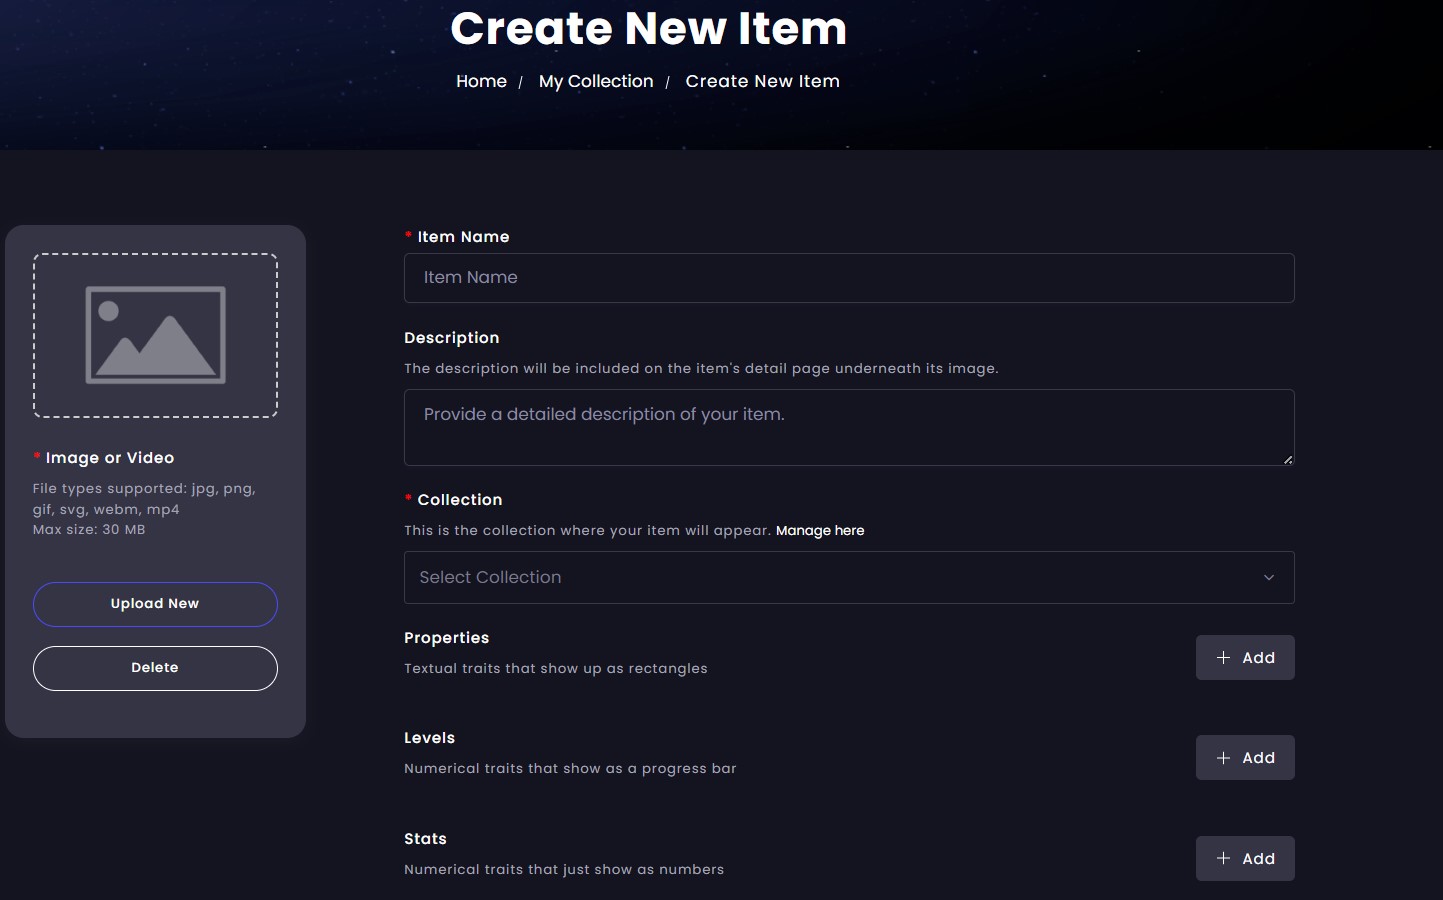 Create New Item
Home / My Collection / Create New Item
* Image or Video
File types supported: jpg, png,
gif, svg, webm, mp4
Max size: 30 MB
Upload New
Delete
* Item Name
Item Name
Description
The description will be included on the item's detail page underneath its image.
Provide a detailed description of your item.
* Collection
This is the collection where your item will appear. Manage here
Select Collection
Properties
Textual traits that show up as rectangles
+ Add
Levels
Numerical traits that show as a progress bar
+ Add
Stats
Numerical traits that just show as numbers
+ Add